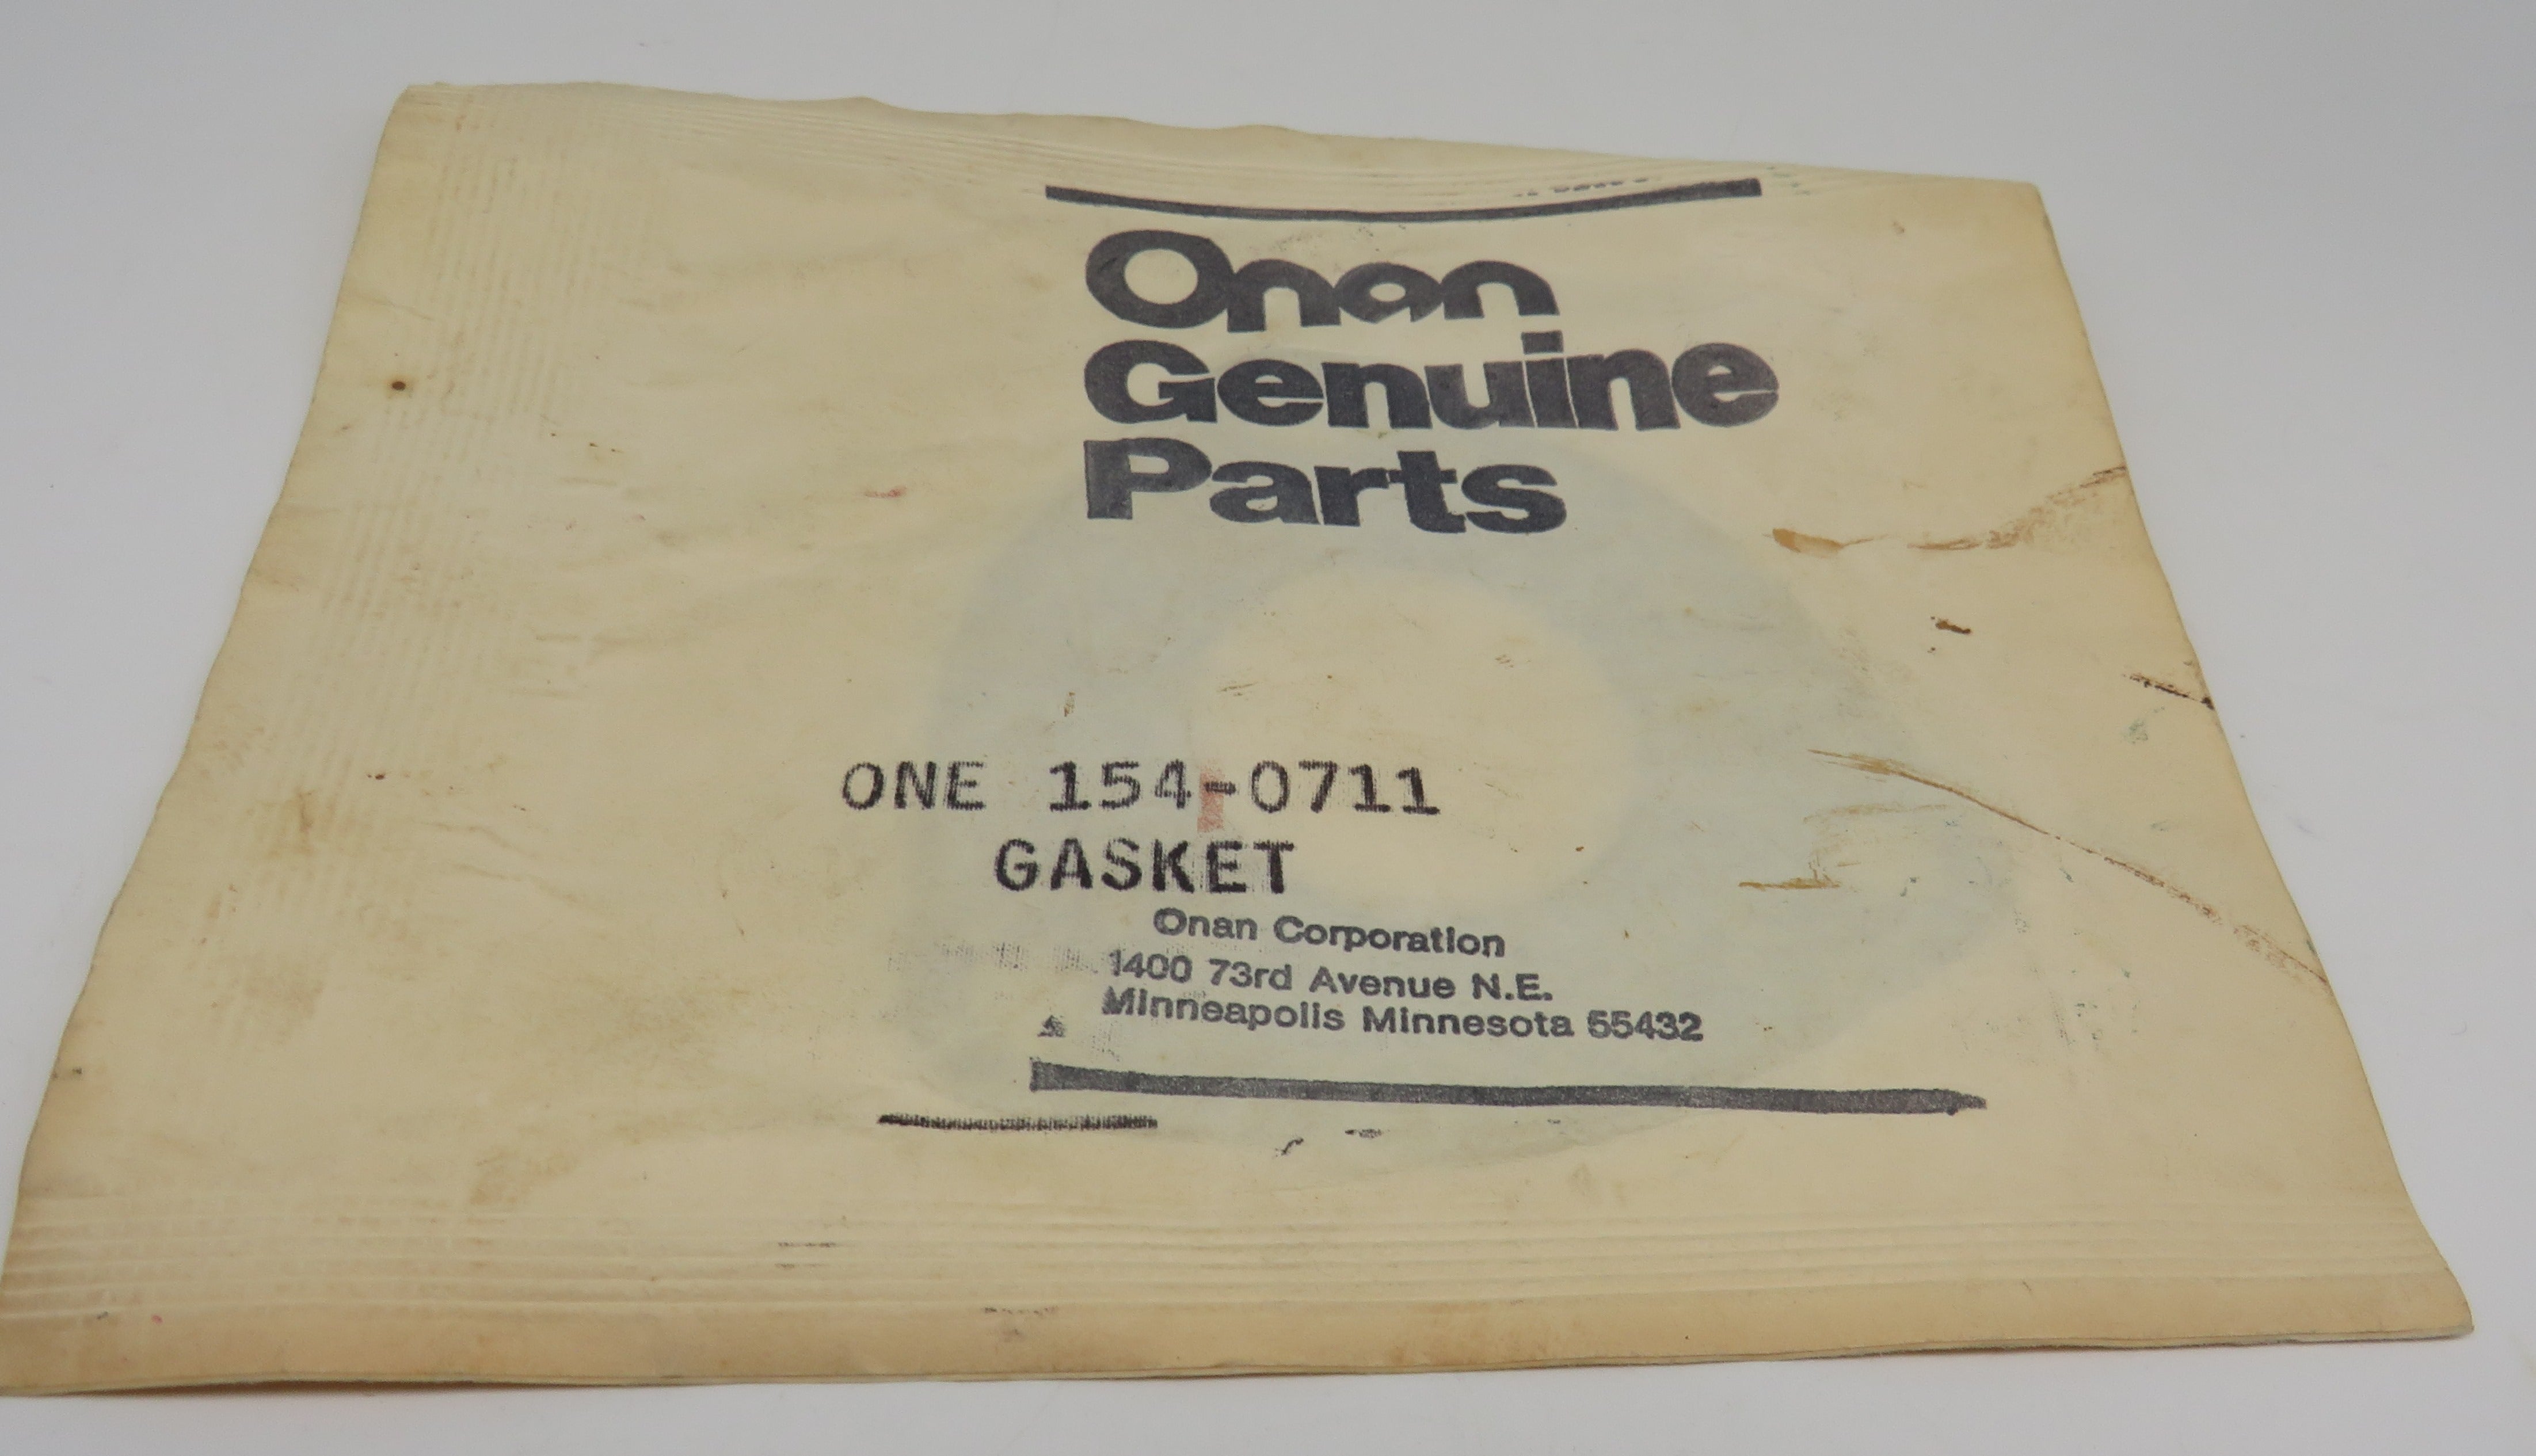 Onan
Genuine
Parts
ONE 154-0711
GASKET
Onan Corporation
1400 73rd Avenue N.E.
Minneapolis Minnesota 55432